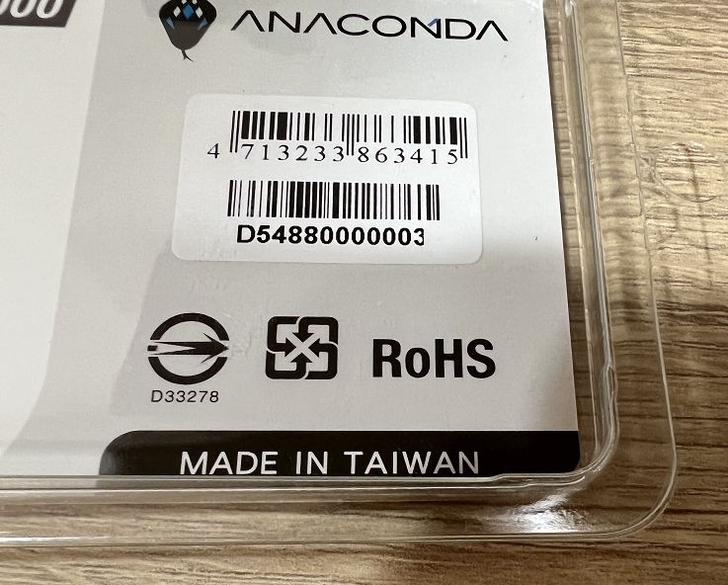 ANACONDA
4 713233 863415
D54880000003
D33278
RoHS
MADE IN TAIWAN